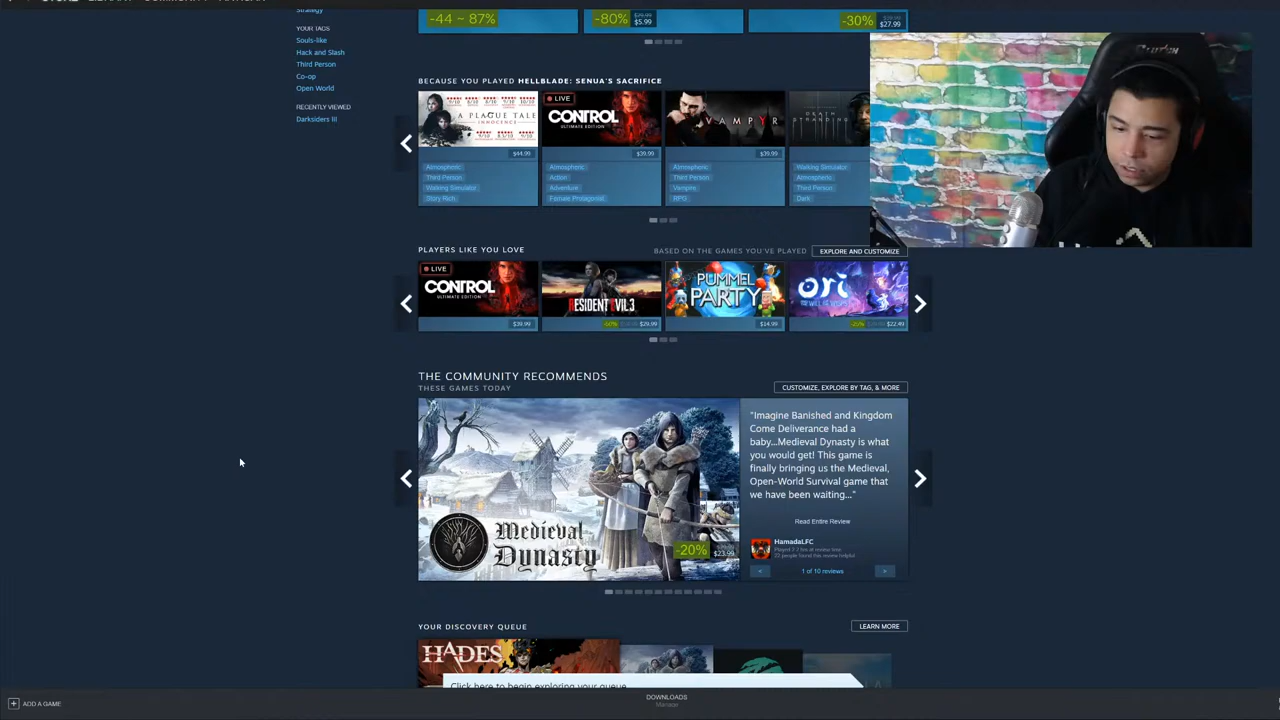 Strategy
YOUR TAGS
Souls-like
Hack and Slash
Third Person
Co-op
Open World
RECENTLY VIEWED
Darksiders III
-44 ~ 87%
-80%
$5.99
-30%
$27.99
BECAUSE YOU PLAYED HELLBLADE: SENUA'S SACRIFICE
A PLAGUE TALE
INNOCENCE
$44.99
Atmospheric
Third Person
Walking Simulator
Story Rich
LIVE
CONTROL
ULTIMATE EDITION
$39.99
Atmospheric
Action
Adventure
Female Protagonist
VAMPYR
$39.99
Atmospheric
Third Person
Vampire
RPG
DEATH
STRANDING
Walking Simulator
Atmospheric
Third Person
Dark
PLAYERS LIKE YOU LOVE
BASED ON THE GAMES YOU'VE PLAYED
EXPLORE AND CUSTOMIZE
LIVE
CONTROL
ULTIMATE EDITION
$39.99
RESIDENT EVIL 3
$29.99
PUMMEL
PARTY
$14.99
ori
$22.49
THE COMMUNITY RECOMMENDS
THESE GAMES TODAY
CUSTOMIZE, EXPLORE BY TAG, & MORE
Medieval
Dynasty
-20%
$23.99
"Imagine Banished and Kingdom
Come Deliverance had a
baby...Medieval Dynasty is what
you would get! This game is
finally bringing us the Medieval,
Open-World Survival game that
we have been waiting..."
Read Entire Review
HamadaLFC
1 of 10 reviews
YOUR DISCOVERY QUEUE
LEARN MORE
HADES
Click here to begin exploring your queue
ADD A GAME
DOWNLOADS
Manage